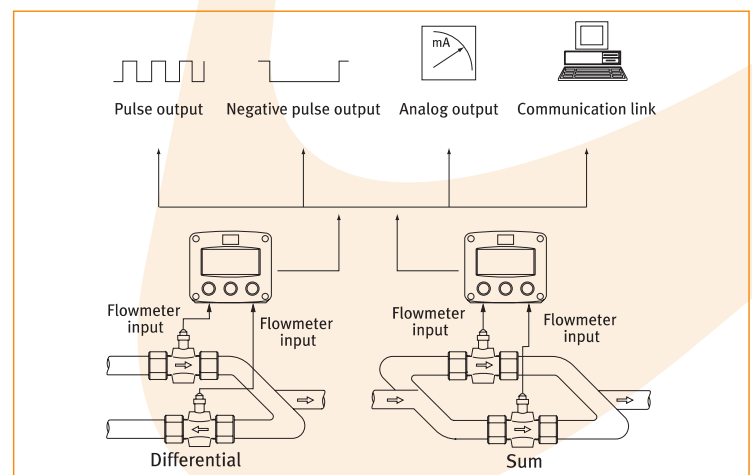 mA
Pulse output
Negative pulse output
Analog output
Communication link
Flowmeter
input
Flowmeter
input
Flowmeter
input
Flowmeter
input
Differential
Sum